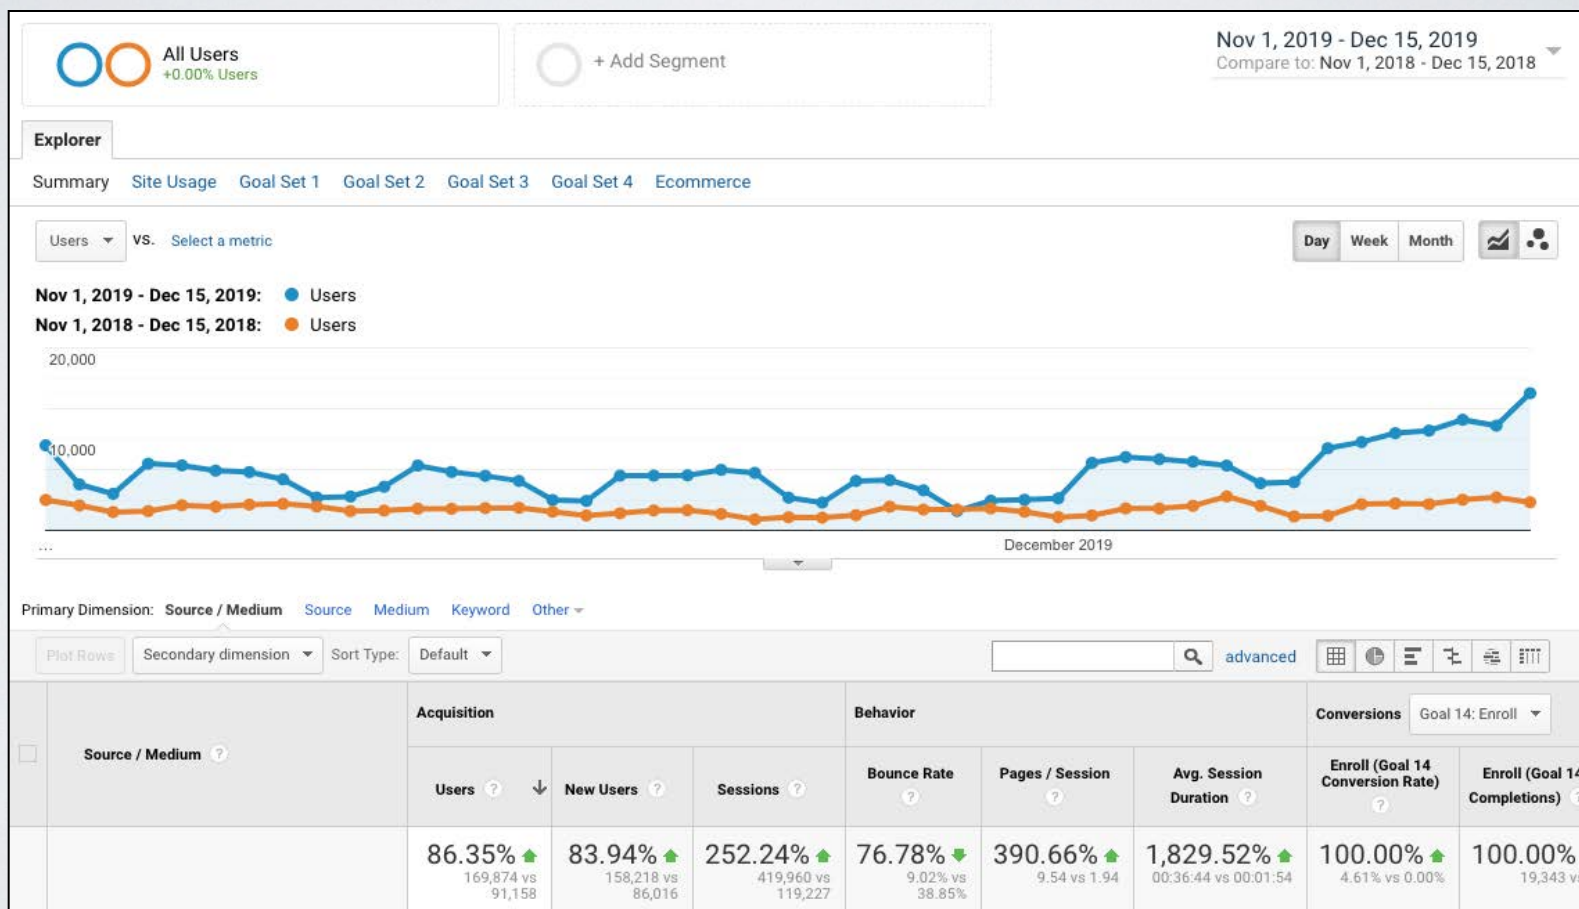 All Users
+0.00% Users
+ Add Segment
Nov 1, 2019 - Dec 15, 2019
Compare to: Nov 1, 2018 - Dec 15, 2018
Explorer
Summary Site Usage Goal Set 1 Goal Set 2 Goal Set 3 Goal Set 4 Ecommerce
Users VS. Select a metric
Day Week Month
Nov 1, 2019 - Dec 15, 2019: Users
Nov 1, 2018 - Dec 15, 2018: Users
20,000
10,000
... December 2019
Primary Dimension: Source / Medium Source Medium Keyword Other
Plot Rows Secondary dimension Sort Type: Default advanced
Acquisition Behavior Conversions Goal 14: Enroll
Source / Medium ?
Users ? New Users ? Sessions ?
Bounce Rate
?
Pages / Session
?
Avg. Session
Duration ?
Enroll (Goal 14
Conversion Rate)
?
Enroll (Goal 14
Completions) ?
86.35% 83.94% 252.24% 76.78% 390.66% 1,829.52% 100.00% 100.00%
169,874 vs 158,218 vs 419,960 vs 9.02% vs 9.54 vs 1.94 00:36:44 vs 00:01:54 4.61% vs 0.00% 19,343 vs
91,158 86,016 119,227 38.85%